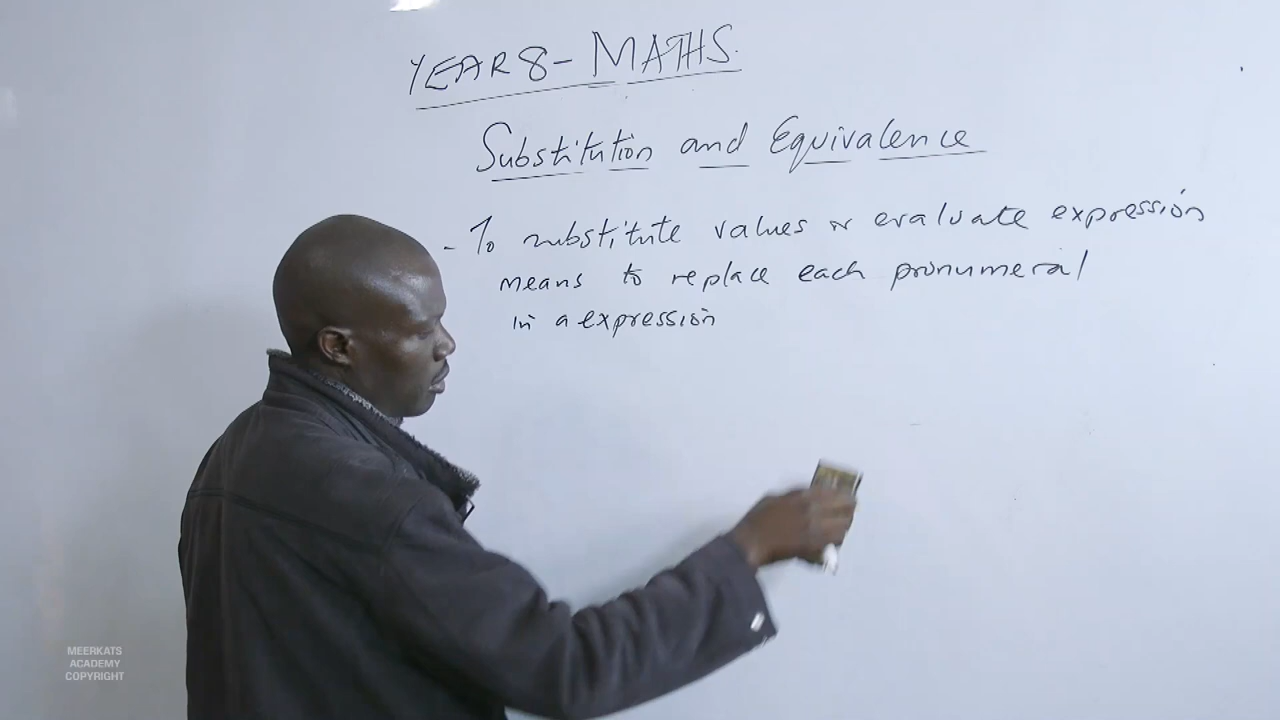 YEAR 8 - MATHS.
Substitution and Equivalence
- To substitute values or evaluate expression
means to replace each pronumeral
in a expression
MEERKATS
ACADEMY
COPYRIGHT